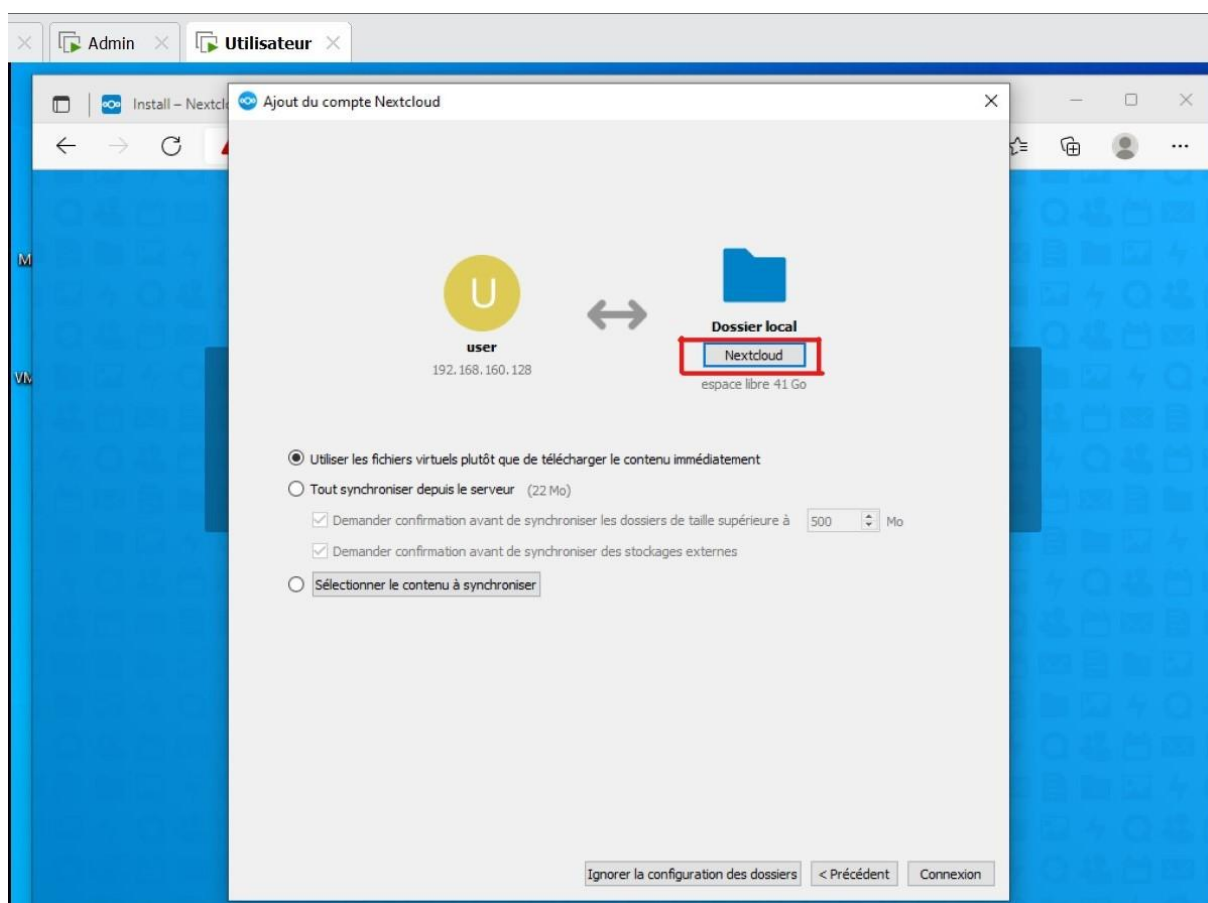 Admin
Utilisateur
Install – Nextcl
Ajout du compte Nextcloud
M
VM
U
user
192.168.160.128
Dossier local
Nextcloud
espace libre 41 Go
Utiliser les fichiers virtuels plutôt que de télécharger le contenu immédiatement
Tout synchroniser depuis le serveur (22 Mo)
Demander confirmation avant de synchroniser les dossiers de taille supérieure à 500 Mo
Demander confirmation avant de synchroniser des stockages externes
Sélectionner le contenu à synchroniser
Ignorer la configuration des dossiers < Précédent Connexion